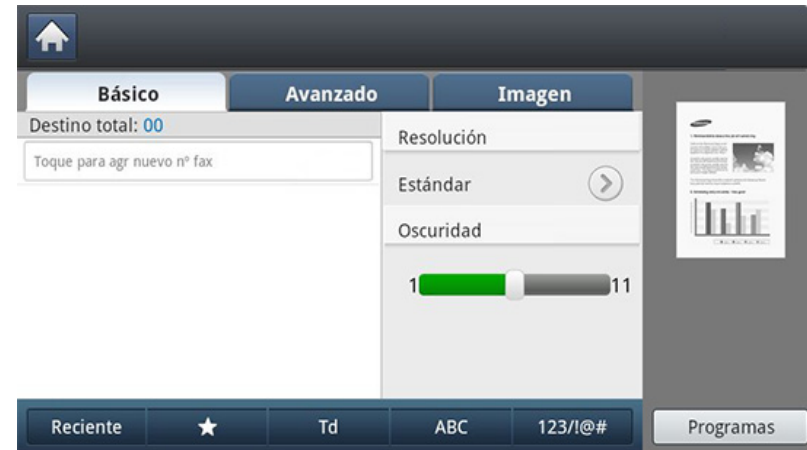 Básico
Avanzado
Imagen
Destino total: 00
Toque para agr nuevo nº fax
Resolución
Estándar
Oscuridad
1 11
Reciente
Td
ABC
123/!@#
Programas